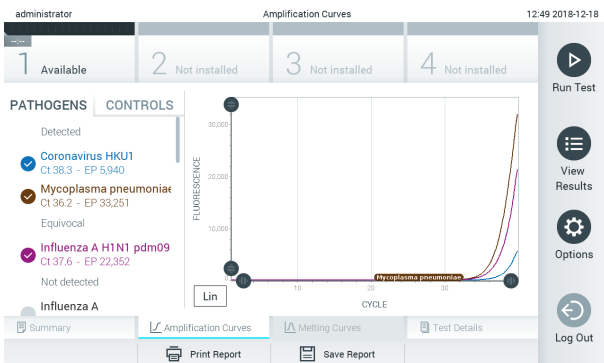 administrator
Amplification Curves
12:49 2018-12-18
--:--
1 Available
2 Not installed
3 Not installed
4 Not installed
Run Test
PATHOGENS
CONTROLS
Detected
Coronavirus HKU1
Ct 38.3 - EP 5,940
Mycoplasma pneumoniae
Ct 36.2 - EP 33,251
Equivocal
Influenza A H1N1 pdm09
Ct 37.6 - EP 22,352
Not detected
Influenza A
FLUORESCENCE
30,000
20,000
10,000
0
Mycoplasma pneumoniae
10
20
30
CYCLE
Lin
View
Results
Options
Log Out
Summary
Amplification Curves
Melting Curves
Test Details
Print Report
Save Report